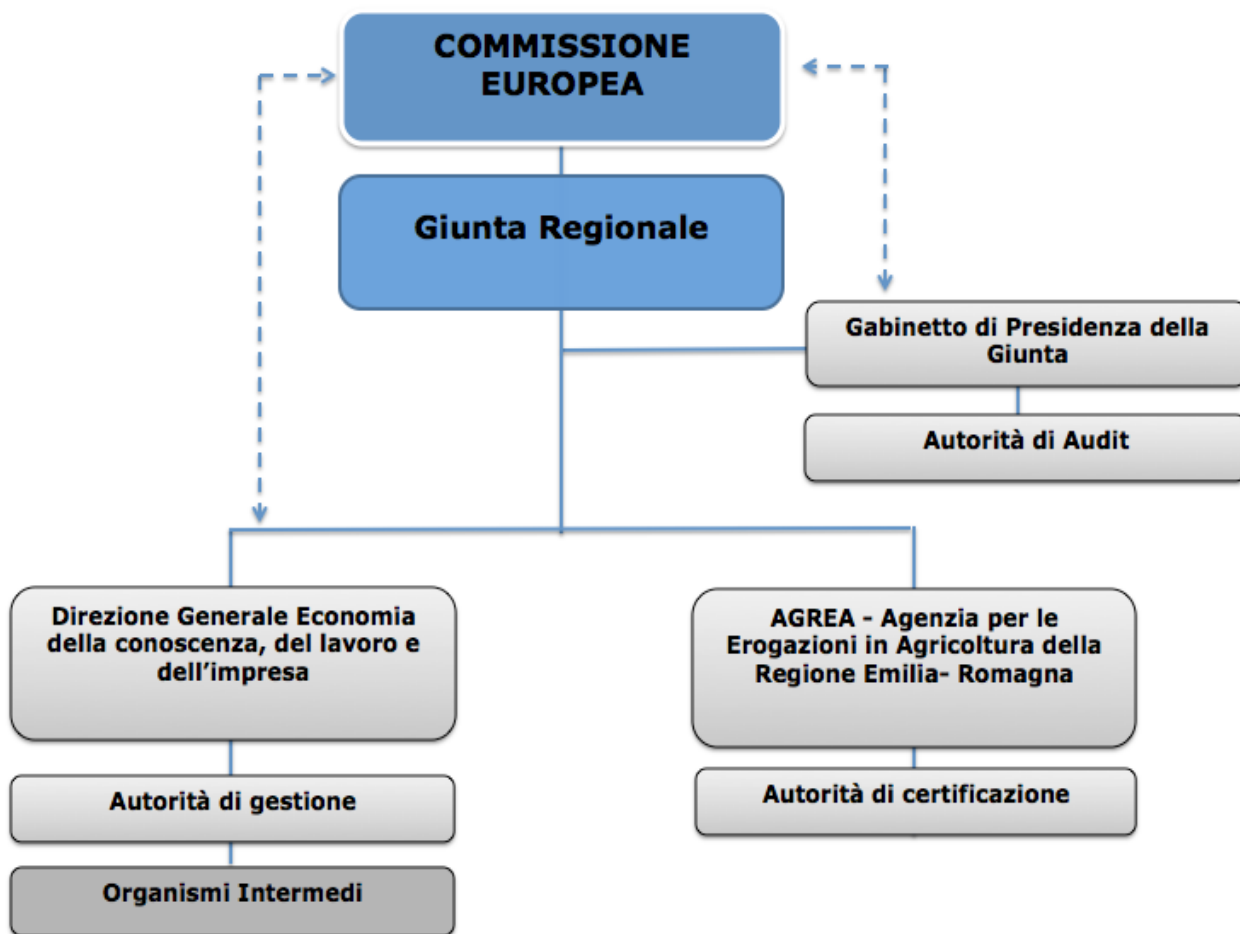 COMMISSIONE
EUROPEA
Giunta Regionale
Gabinetto di Presidenza della
Giunta
Autorità di Audit
Direzione Generale Economia
della conoscenza, del lavoro e
dell’impresa
AGREA - Agenzia per le
Erogazioni in Agricoltura della
Regione Emilia- Romagna
Autorità di gestione
Autorità di certificazione
Organismi Intermedi